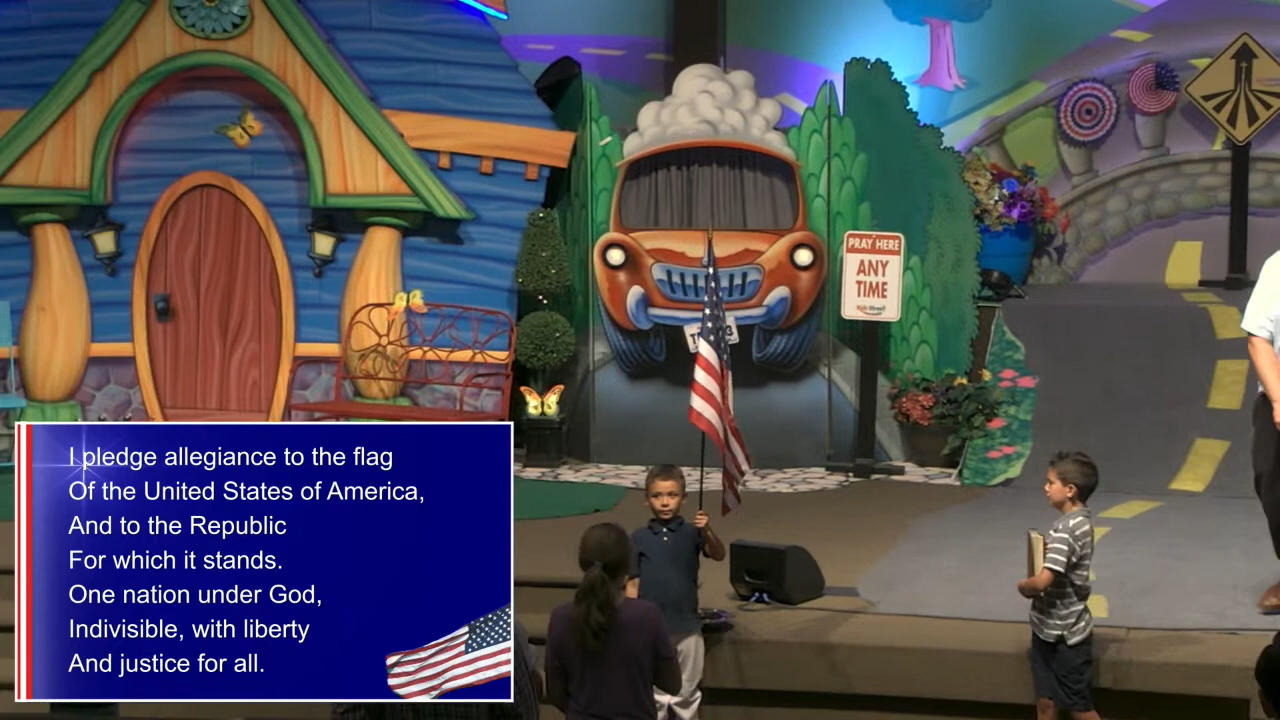 PRAY HERE
ANY
TIME
I pledge allegiance to the flag
Of the United States of America,
And to the Republic
For which it stands.
One nation under God,
Indivisible, with liberty
And justice for all.